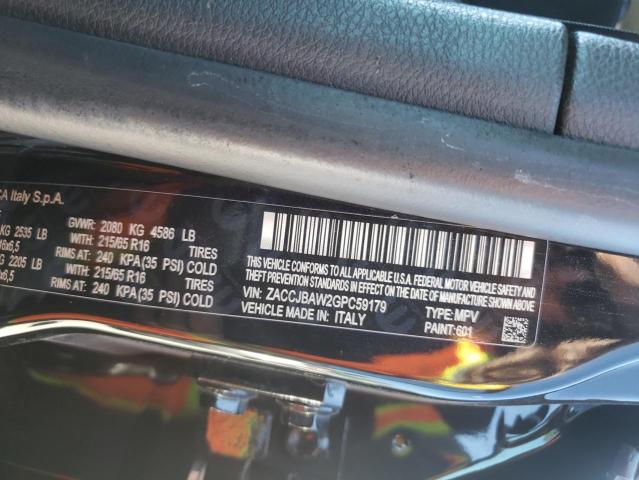 CA Italy S.p.A.
GVWR: 2080 KG 4586 LB
KG 2535 LB WITH: 215/65 R16 TIRES
RIMS AT: 240 KPA(35 PSI) COLD
2205 LB WITH: 215/65 R16 TIRES
RIMS AT: 240 KPA(35 PSI) COLD
THIS VEHICLE CONFORMS TO ALL APPLICABLE U.S.A. FEDERAL MOTOR VEHICLE SAFETY AND
THEFT PREVENTION STANDARDS IN EFFECT ON THE DATE OF MANUFACTURE SHOWN ABOVE.
VIN: ZACCJBAW2GPC59179 TYPE: MPV
VEHICLE MADE IN: ITALY PAINT: 601